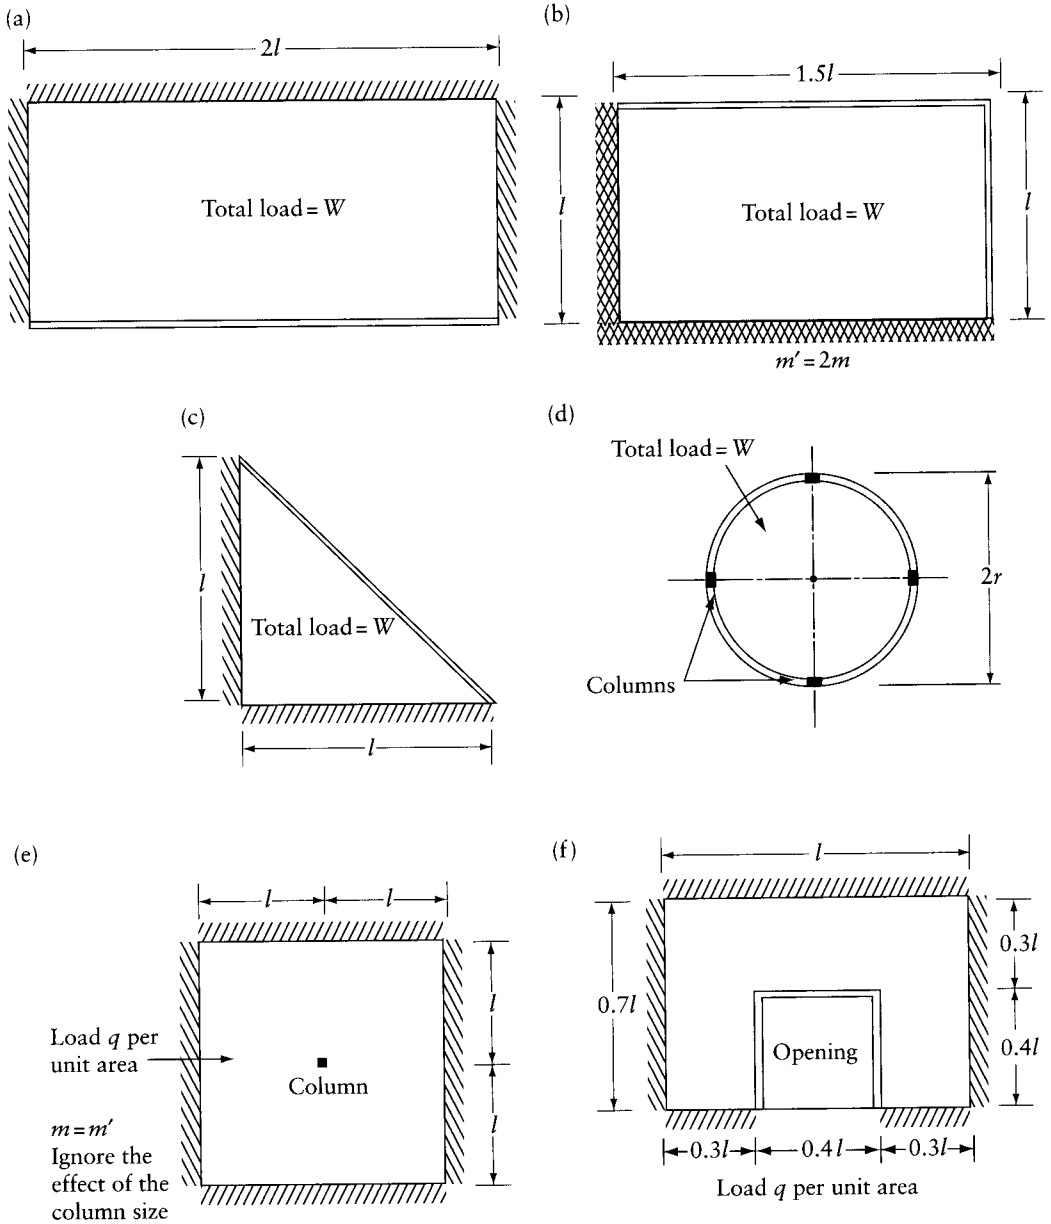 (a)
2l
Total load = W
l
(b)
1.5l
Total load = W
l
m′ = 2m
(c)
l
Total load = W
l
(d)
Total load = W
2r
Columns
(e)
l
l
l
Load q per
unit area
Column
l
m = m′
Ignore the
effect of the
column size
(f)
l
0.3l
0.7l
Opening
0.4l
0.3l
0.4l
0.3l
Load q per unit area